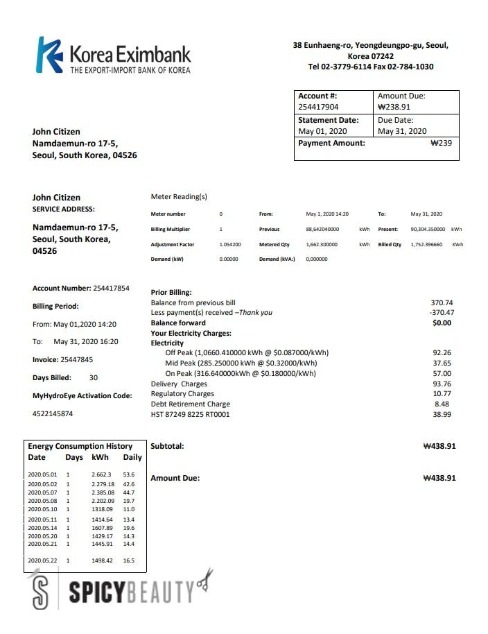 Korea Eximbank
THE EXPORT-IMPORT BANK OF KOREA
38 Eunhaeng-ro, Yeongdeungpo-gu, Seoul,
Korea 07242
Tel 02-3779-6114 Fax 02-784-1030
Account #: Amount Due:
254417904 ₩238.91
Statement Date: Due Date:
May 01, 2020 May 31, 2020
Payment Amount: ₩239
John Citizen
Namdaemun-ro 17-5,
Seoul, South Korea, 04526
John Citizen
SERVICE ADDRESS:
Namdaemun-ro 17-5,
Seoul, South Korea,
04526
Meter Reading(s)
Meter number 0 From: May 1, 2020 14:20 To: May 31, 2020
Billing Multiplier 1 Previous 88,642040000 kWh Present: 90,304.350000 kWh
Adjustment Factor 1.054200 Metered Qty 1,662.310000 kWh Billed Qty 1,752.396660 kWh
Demand (kW) 0.00000 Demand (kVA:) 0,000000
Account Number: 254417854
Billing Period:
From: May 01,2020 14:20
To: May 31, 2020 16:20
Invoice: 25447845
Days Billed: 30
MyHydroEye Activation Code:
4522145874
Prior Billing:
Balance from previous bill 370.74
Less payment(s) received –Thank you -370.47
Balance forward $0.00
Your Electricity Charges:
Electricity
Off Peak (1,0660.410000 kWh @ $0.087000/kWh) 92.26
Mid Peak (285.250000 kWh @ $0.32000/kWh) 37.65
On Peak (316.640000kWh @ $0.180000/kWh) 57.00
Delivery Charges 93.76
Regulatory Charges 10.77
Debt Retirement Charge 8.48
HST 87249 8225 RT0001 38.99
Subtotal: ₩438.91
Amount Due: ₩438.91
Energy Consumption History
Date Days kWh Daily
2020.05.01 1 2.662.3 53.6
2020.05.02 1 2.279.18 42.6
2020.05.07 1 2.385.08 44.7
2020.05.08 1 2.202.09 19.7
2020.05.10 1 1318.09 11.0
2020.05.11 1 1414.64 13.4
2020.05.14 1 1607.89 19.6
2020.05.20 1 1429.17 14.3
2020.05.21 1 1445.91 14.4
2020.05.22 1 1498.42 16.5
SPICYBEAUTY